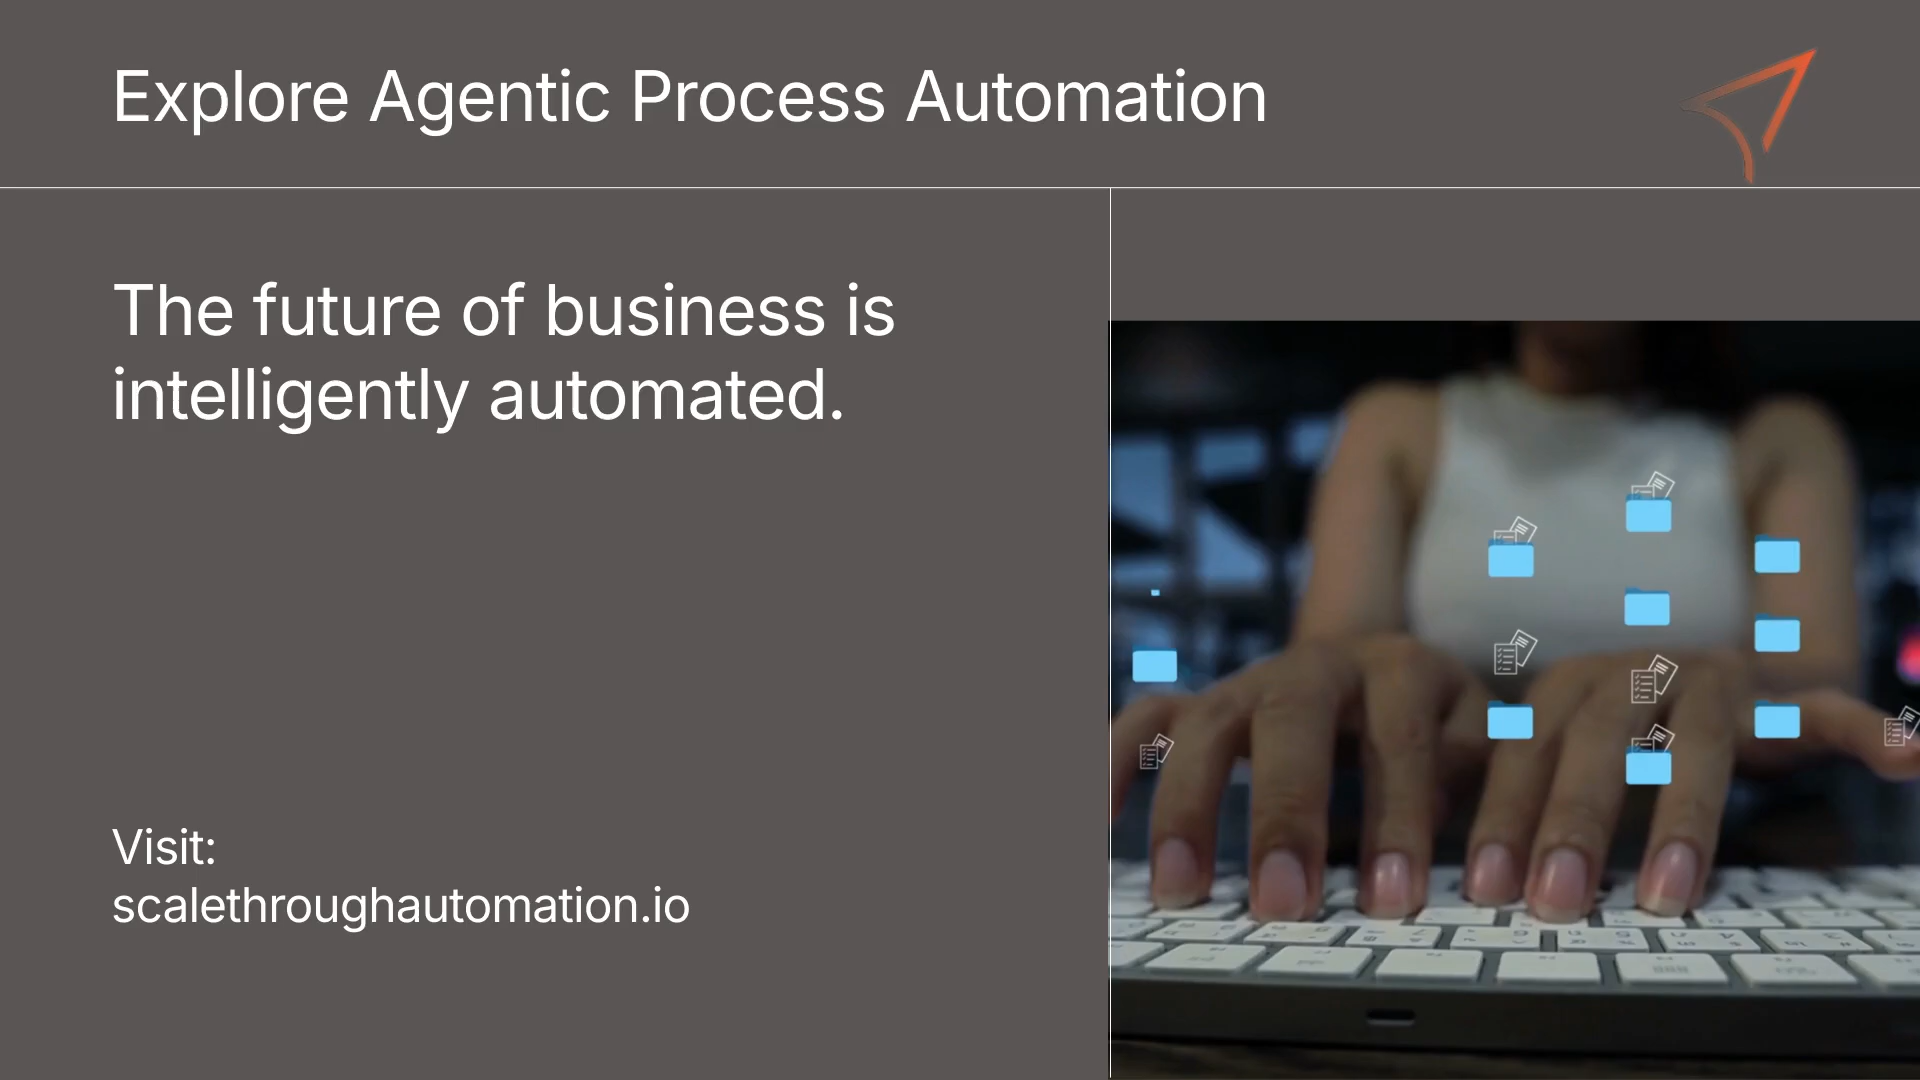 Explore Agentic Process Automation
The future of business is
intelligently automated.
Visit:
scalethroughautomation.io